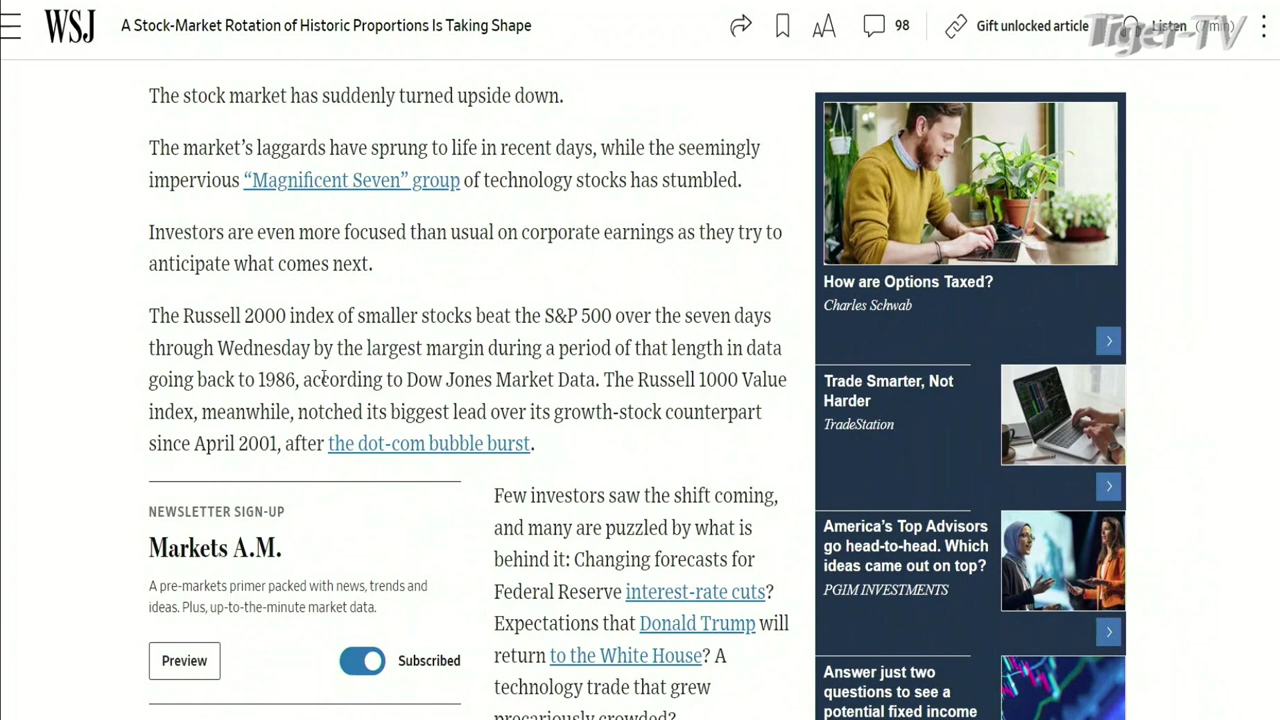 WSJ
A Stock-Market Rotation of Historic Proportions Is Taking Shape
AA
98
Gift unlocked article
Listen (7 min)
Tiger-TV
The stock market has suddenly turned upside down.
The market's laggards have sprung to life in recent days, while the seemingly
impervious “Magnificent Seven” group of technology stocks has stumbled.
Investors are even more focused than usual on corporate earnings as they try to
anticipate what comes next.
The Russell 2000 index of smaller stocks beat the S&P 500 over the seven days
through Wednesday by the largest margin during a period of that length in data
going back to 1986, according to Dow Jones Market Data. The Russell 1000 Value
index, meanwhile, notched its biggest lead over its growth-stock counterpart
since April 2001, after the dot-com bubble burst.
NEWSLETTER SIGN-UP
Markets A.M.
A pre-markets primer packed with news, trends and
ideas. Plus, up-to-the-minute market data.
Preview
Subscribed
Few investors saw the shift coming,
and many are puzzled by what is
behind it: Changing forecasts for
Federal Reserve interest-rate cuts?
Expectations that Donald Trump will
return to the White House? A
technology trade that grew
precariously crowded?
How are Options Taxed?
Charles Schwab
Trade Smarter, Not
Harder
TradeStation
America's Top Advisors
go head-to-head. Which
ideas came out on top?
PGIM INVESTMENTS
Answer just two
questions to see a
potential fixed income